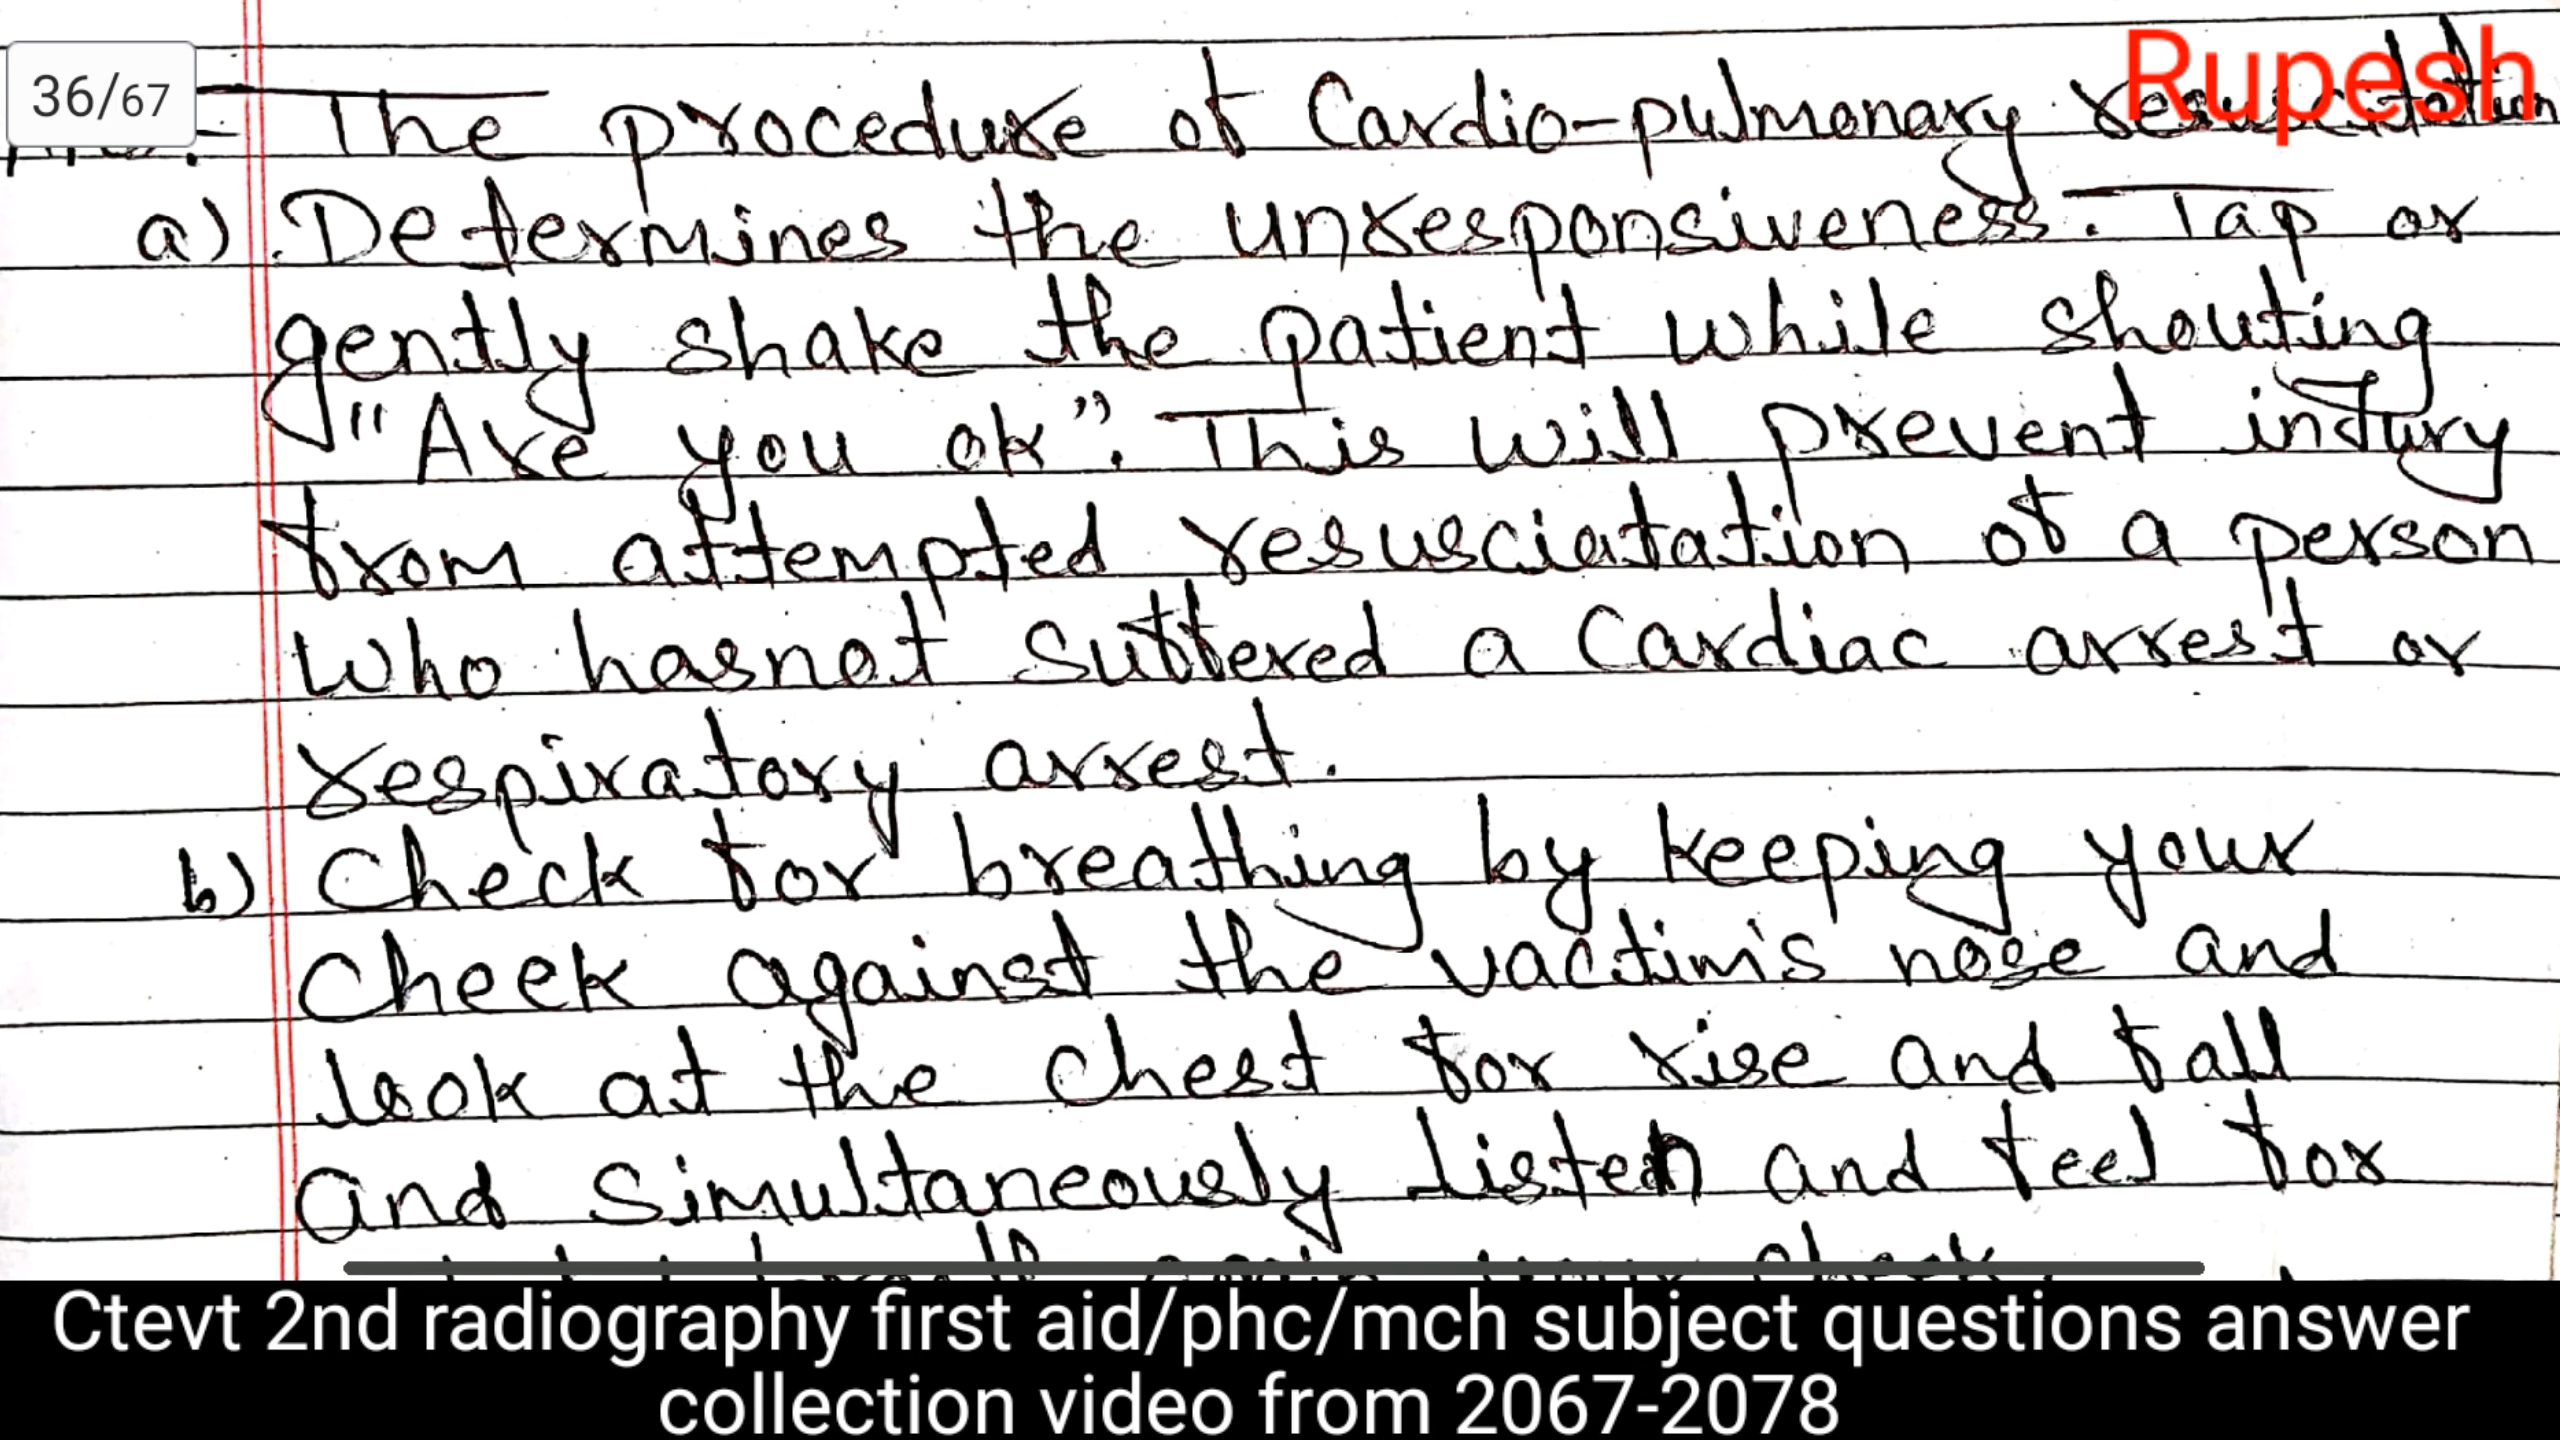 36/67
Rupesh
The procedure of Cardio-pulmonary resuscitation
a) Determines the unresponsiveness. Tap or
gently shake the patient while shouting
"Are you ok". This will prevent injury
from attempted resusciatation of a person
who hasnot suffered a cardiac arrest or
respiratory arrest.
b) Check for breathing by keeping your
cheek against the vactim's nose and
look at the chest for rise and fall
and simultaneously listen and feel for
Ctevt 2nd radiography first aid/phc/mch subject questions answer
collection video from 2067-2078